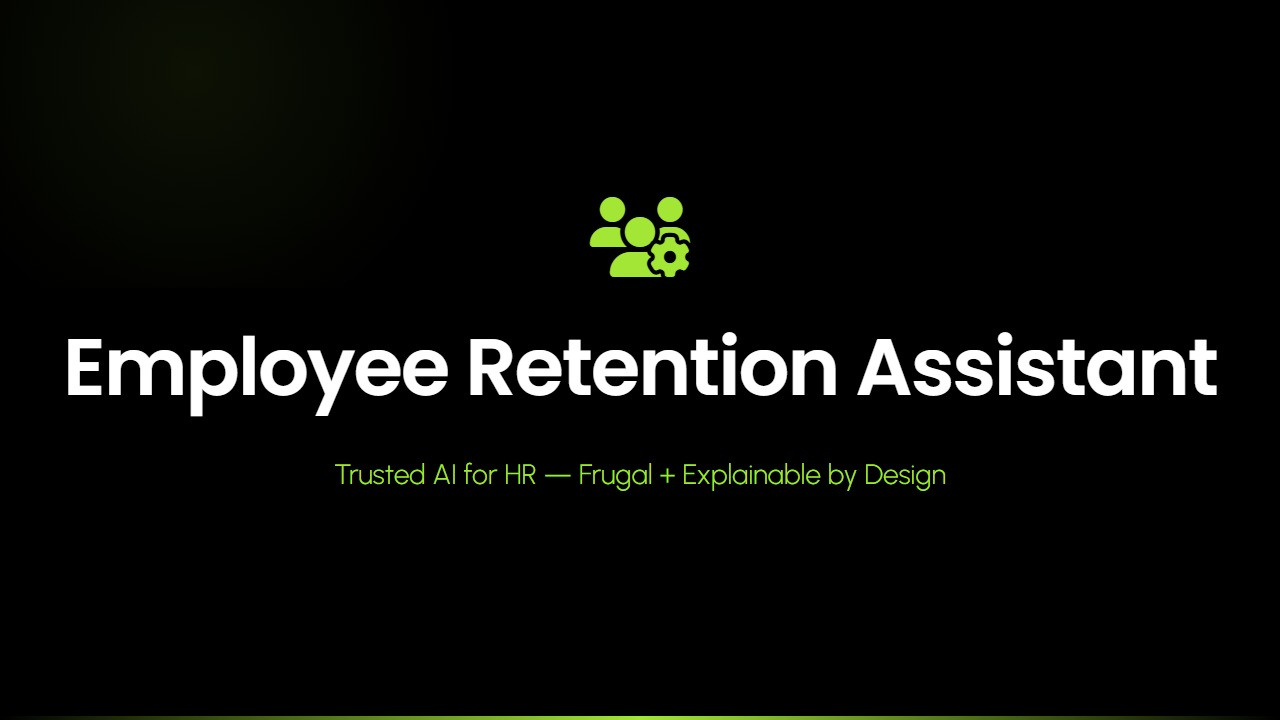 Employee Retention Assistant
Trusted AI for HR — Frugal + Explainable by Design